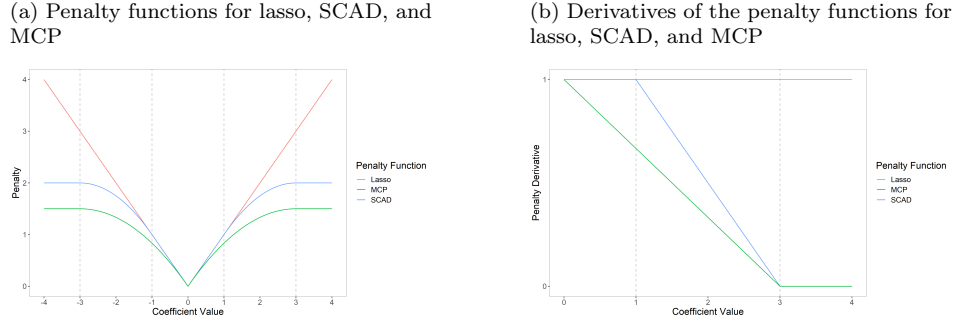 (a) Penalty functions for lasso, SCAD, and
MCP
4
3
2
1
0
Penalty
-4
-3
-2
-1
0
1
2
3
4
Coefficient Value
Penalty Function
Lasso
MCP
SCAD
(b) Derivatives of the penalty functions for
lasso, SCAD, and MCP
1
0
Penalty Derivative
0
1
2
3
4
Coefficient Value
Penalty Function
Lasso
MCP
SCAD